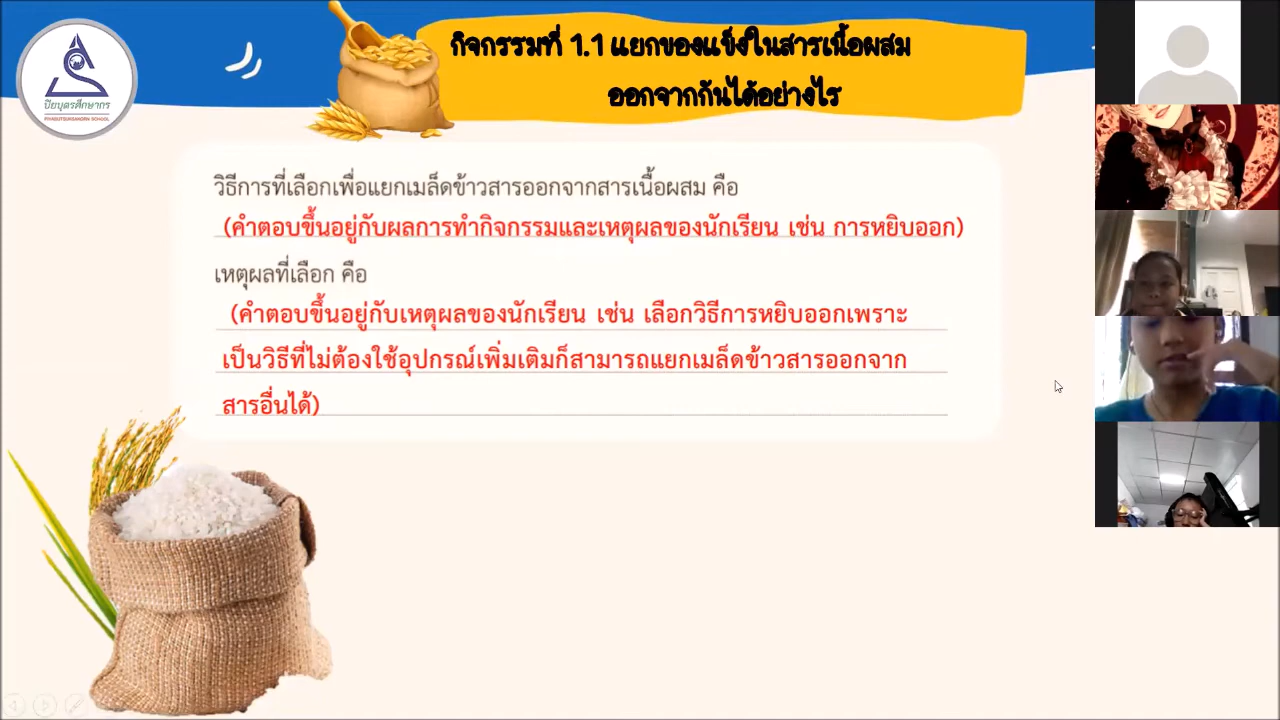 กิจกรรมที่ 1.1 แยกของแข็งในสารเนื้อผสม
ออกจากกันได้อย่างไร
ปิยบุตรศึกษากร
PIYABUTSUKSAKORN SCHOOL
วิธีการที่เลือกเพื่อแยกเมล็ดข้าวสารออกจากสารเนื้อผสม คือ
(คำตอบขึ้นอยู่กับผลการทำกิจกรรมและเหตุผลของนักเรียน เช่น การหยิบออก)
เหตุผลที่เลือก คือ
(คำตอบขึ้นอยู่กับเหตุผลของนักเรียน เช่น เลือกวิธีการหยิบออกเพราะ
เป็นวิธีที่ไม่ต้องใช้อุปกรณ์เพิ่มเติมก็สามารถแยกเมล็ดข้าวสารออกจาก
สารอื่นได้)